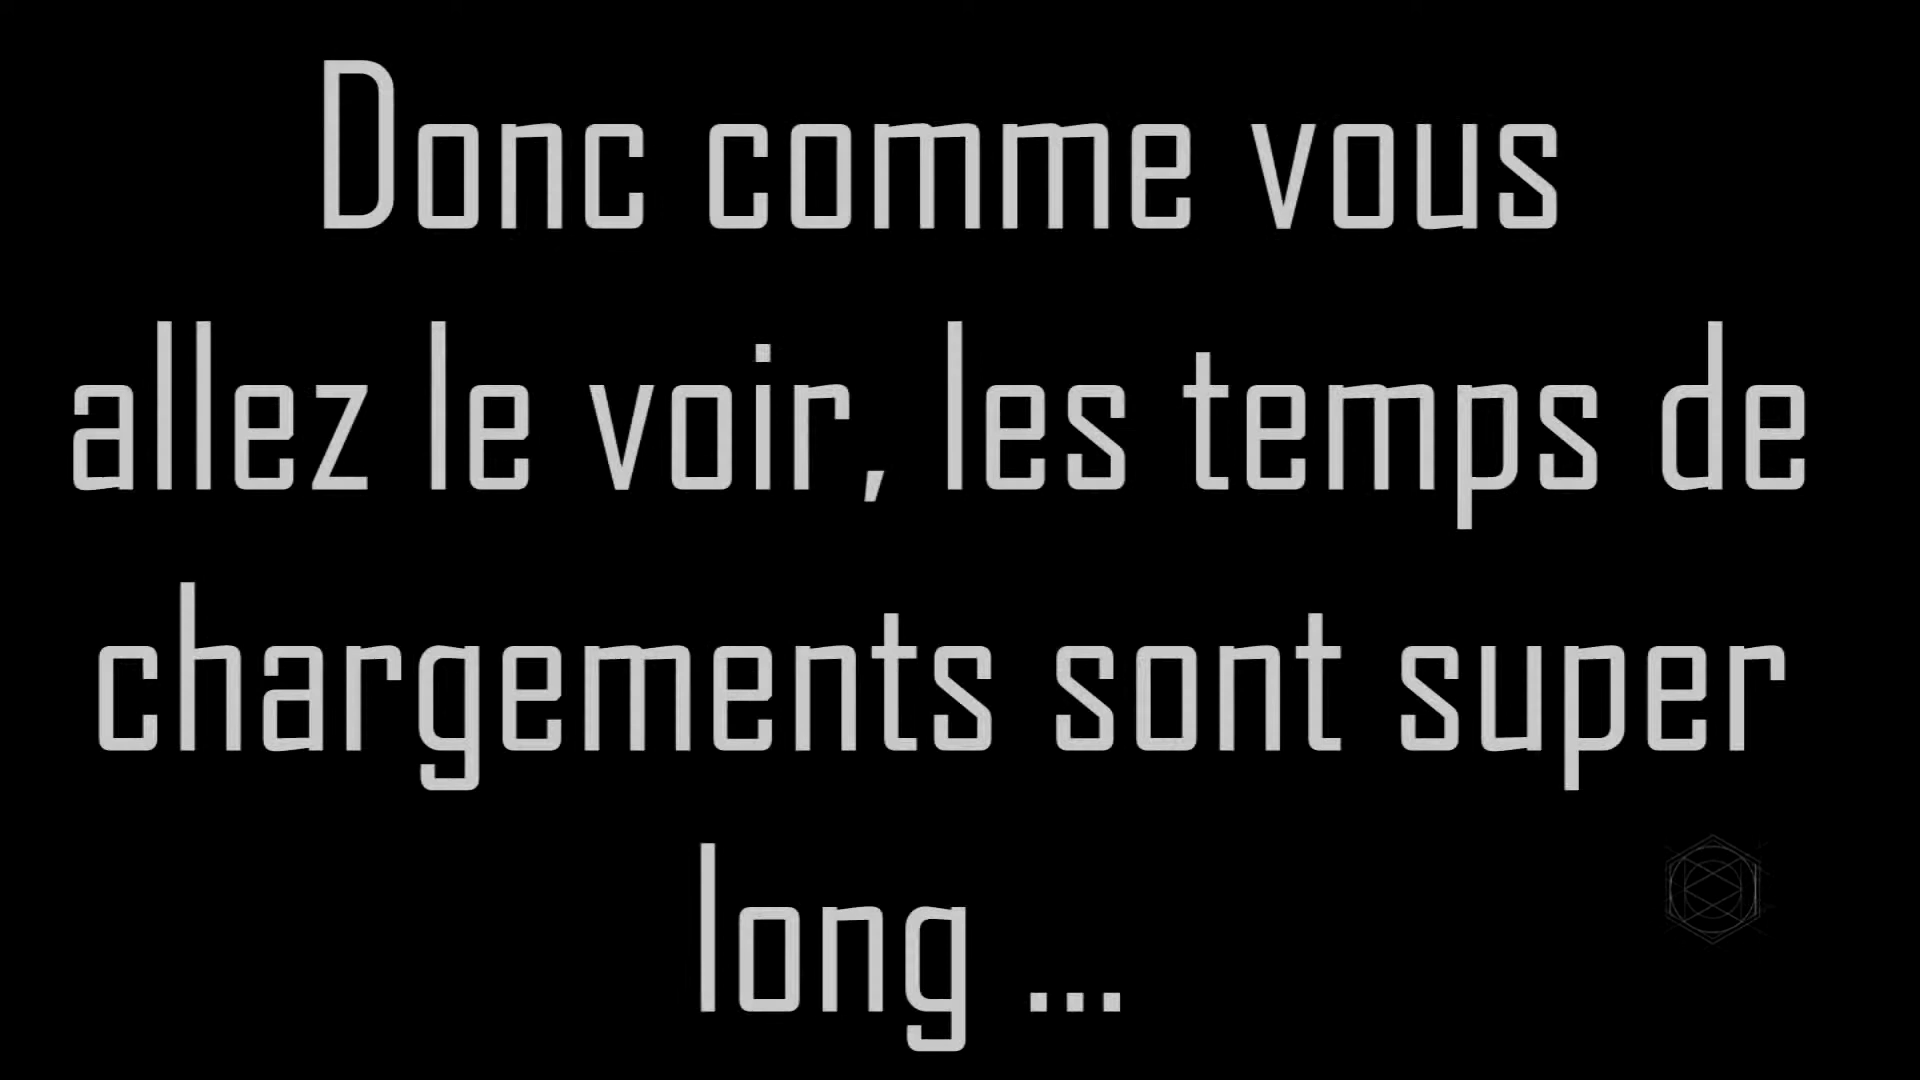 Donc comme vous
allez le voir, les temps de
chargements sont super
long ...